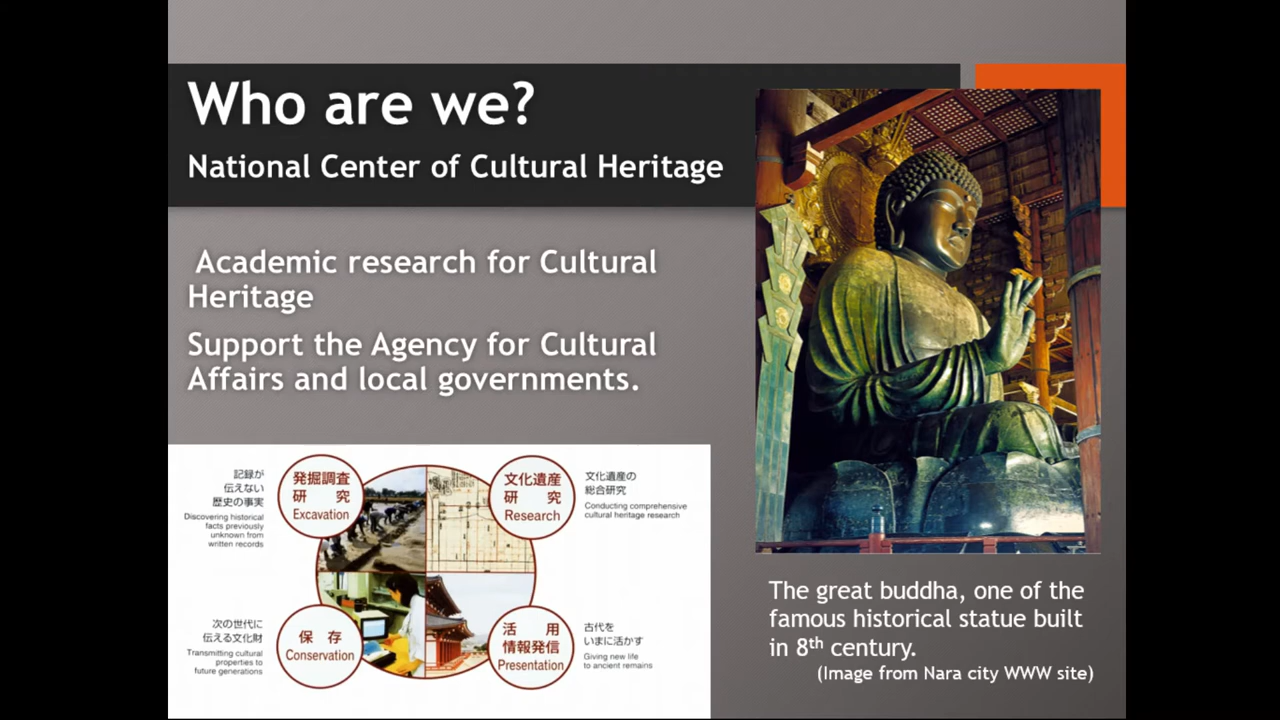 Who are we?
National Center of Cultural Heritage
Academic research for Cultural
Heritage
Support the Agency for Cultural
Affairs and local governments.
記録が
伝えない
歴史の事実
Discovering historical
facts previously
unknown from
written records
発掘調査
研 究
Excavation
文化遺産
研 究
Research
文化遺産の
総合研究
Conducting comprehensive
cultural heritage research
次の世代に
伝える文化財
Transmitting cultural
properties to
future generations
保 存
Conservation
活 用
情報発信
Presentation
古代を
いまに活かす
Giving new life
to ancient remains
The great buddha, one of the
famous historical statue built
in 8th century.
(Image from Nara city WWW site)